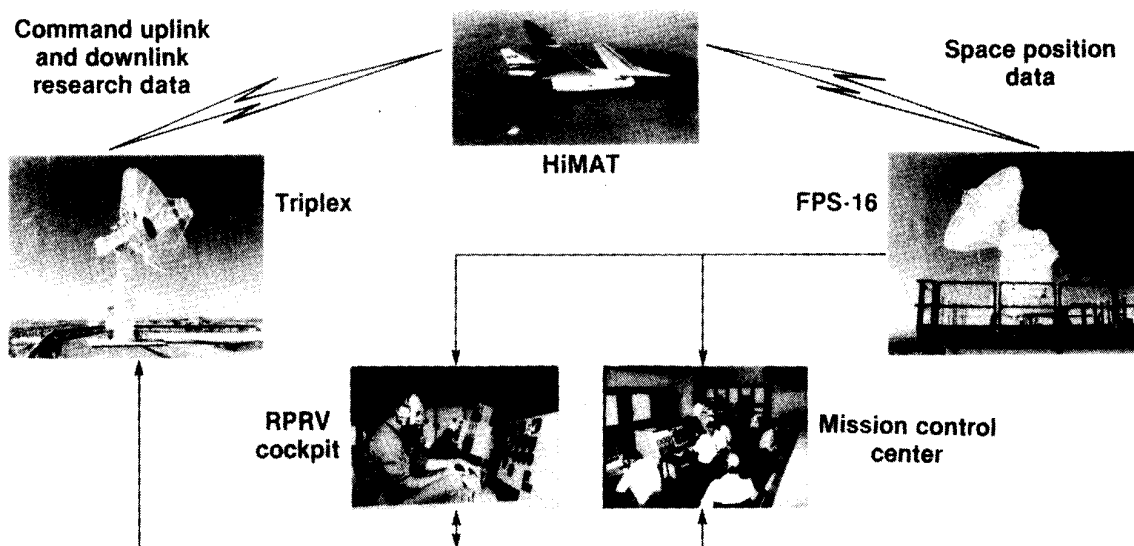 Command uplink
and downlink
research data
Space position
data
HiMAT
Triplex
FPS-16
RPRV
cockpit
Mission control
center